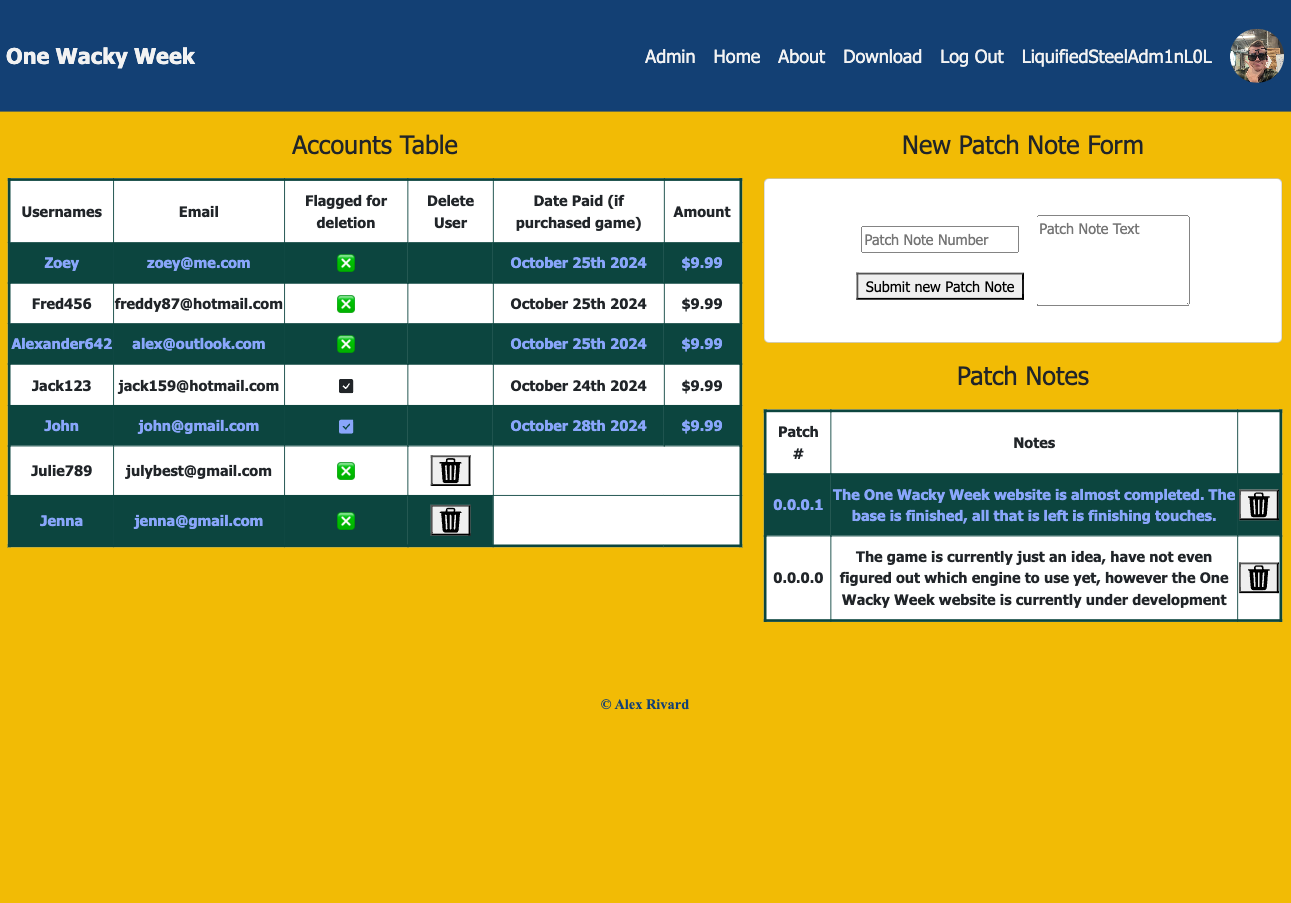 One Wacky Week
Admin Home About Download Log Out LiquifiedSteelAdm1nL0L
Accounts Table
Usernames Email Flagged for deletion Delete User Date Paid (if purchased game) Amount
Zoey zoey@me.com October 25th 2024 $9.99
Fred456 freddy87@hotmail.com October 25th 2024 $9.99
Alexander642 alex@outlook.com October 25th 2024 $9.99
Jack123 jack159@hotmail.com October 24th 2024 $9.99
John john@gmail.com October 28th 2024 $9.99
Julie789 julybest@gmail.com
Jenna jenna@gmail.com
New Patch Note Form
Patch Note Number
Patch Note Text
Submit new Patch Note
Patch Notes
Patch # Notes
0.0.0.1 The One Wacky Week website is almost completed. The
base is finished, all that is left is finishing touches.
0.0.0.0 The game is currently just an idea, have not even
figured out which engine to use yet, however the One
Wacky Week website is currently under development
© Alex Rivard